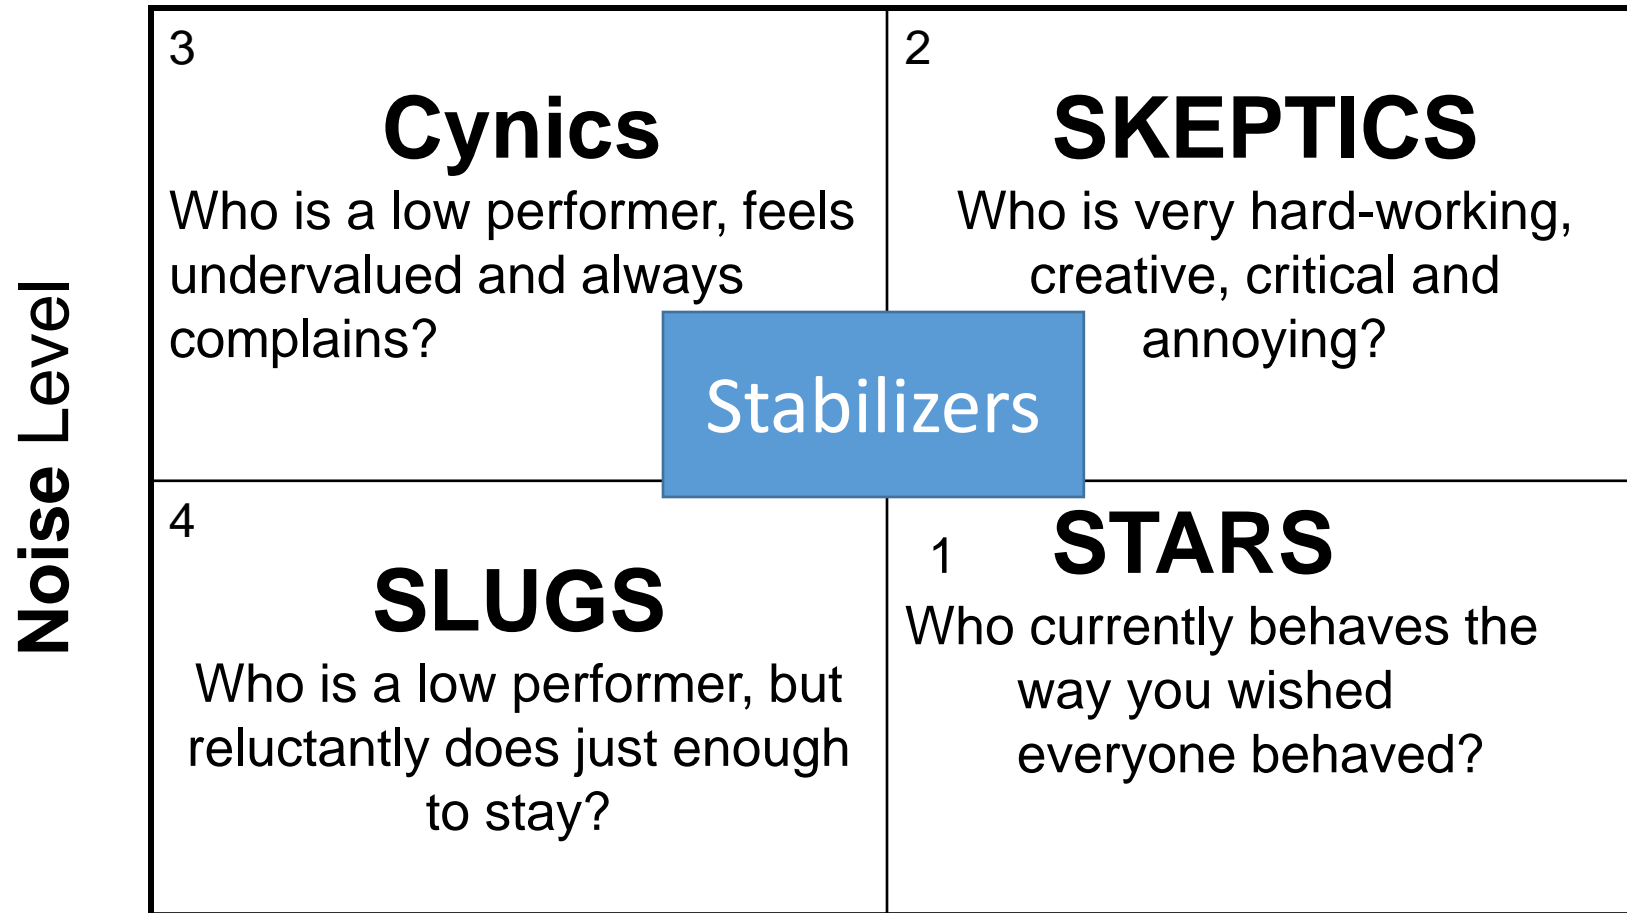 Noise Level
3
Cynics
Who is a low performer, feels
undervalued and always
complains?
2
SKEPTICS
Who is very hard-working,
creative, critical and
annoying?
Stabilizers
4
SLUGS
Who is a low performer, but
reluctantly does just enough
to stay?
1 STARS
Who currently behaves the
way you wished
everyone behaved?